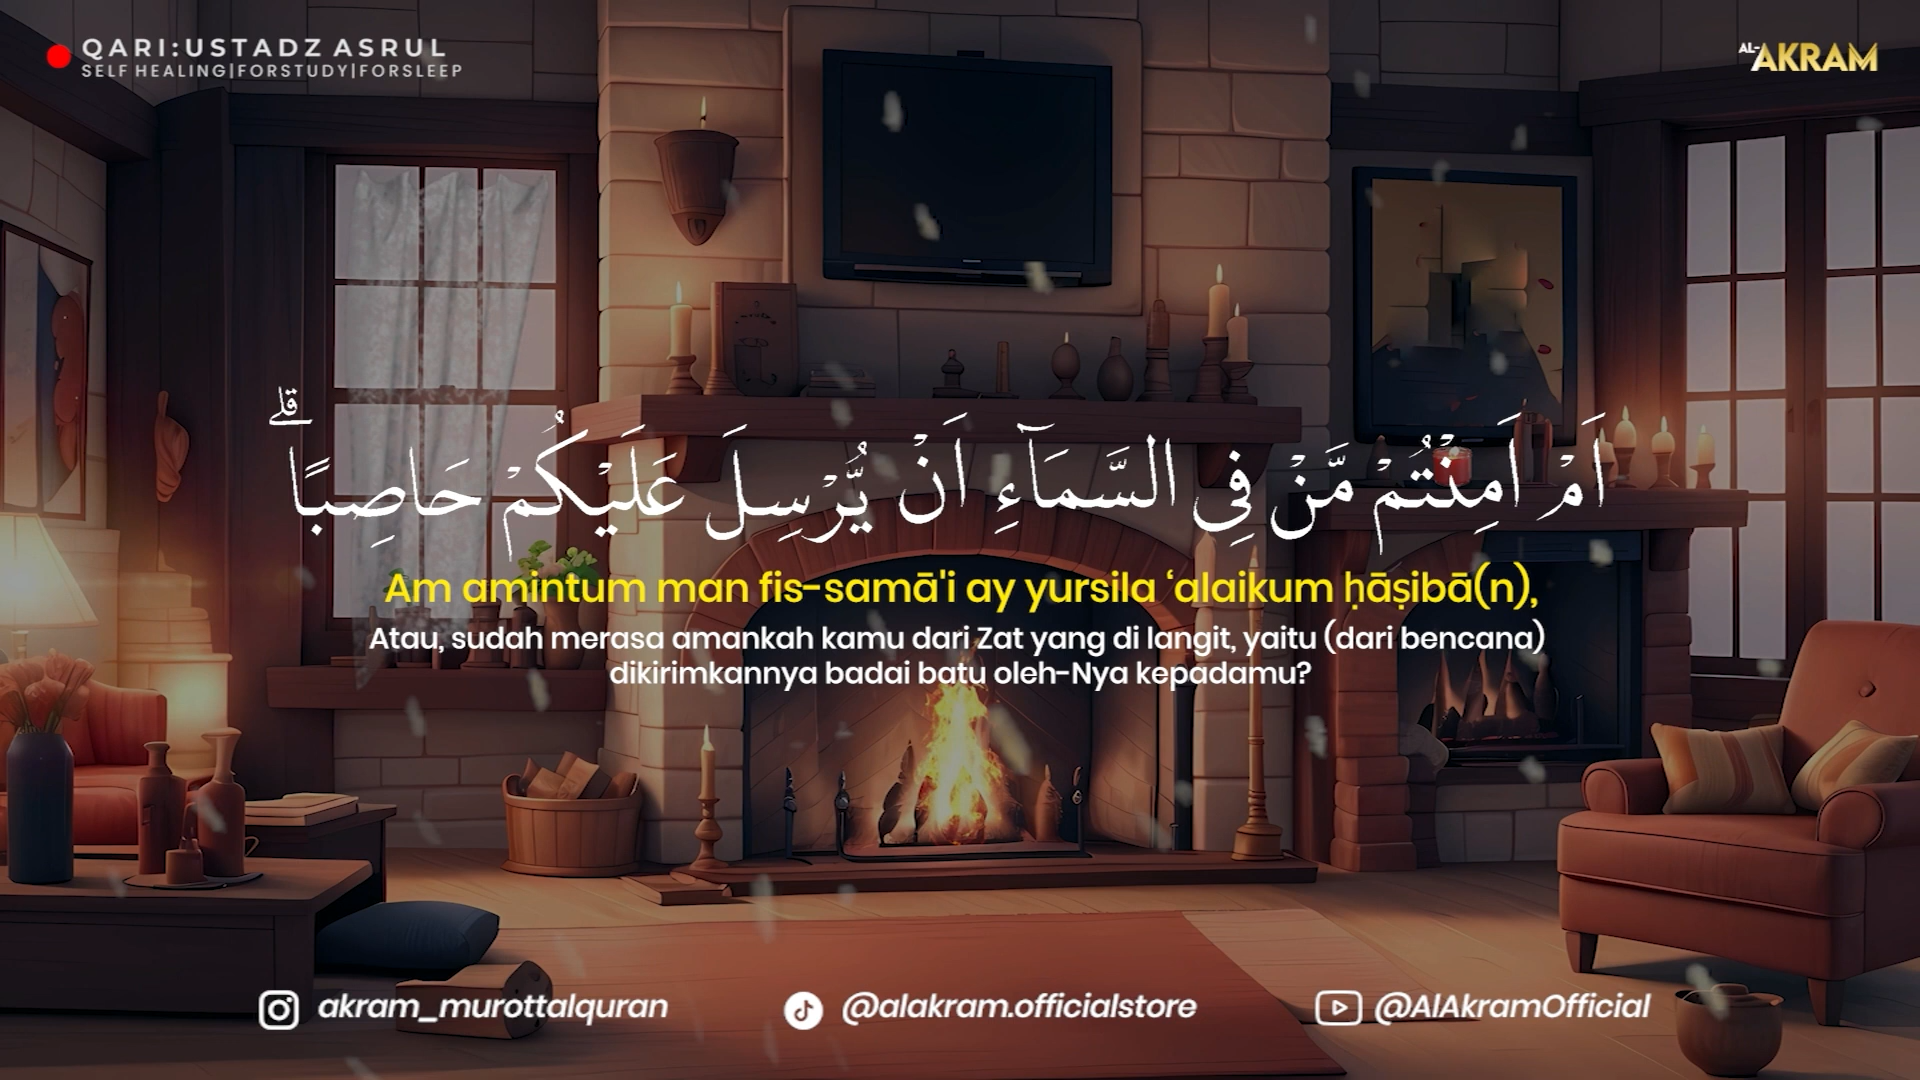 QARI:USTADZ ASRUL
SELF HEALING|FORSTUDY|FORSLEEP
AL-AKRAM
اَمْ اَمِنْتُمْ مَّنْ فِى السَّمَاۤءِ اَنْ يُّرْسِلَ عَلَيْكُمْ حَاصِبًاۗ
Am amintum man fis-samā'i ay yursila ‘alaikum ḥāṣibā(n),
Atau, sudah merasa amankah kamu dari Zat yang di langit, yaitu (dari bencana)
dikirimkannya badai batu oleh-Nya kepadamu?
akram_murottalquran
@alakram.officialstore
@AlAkramOfficial